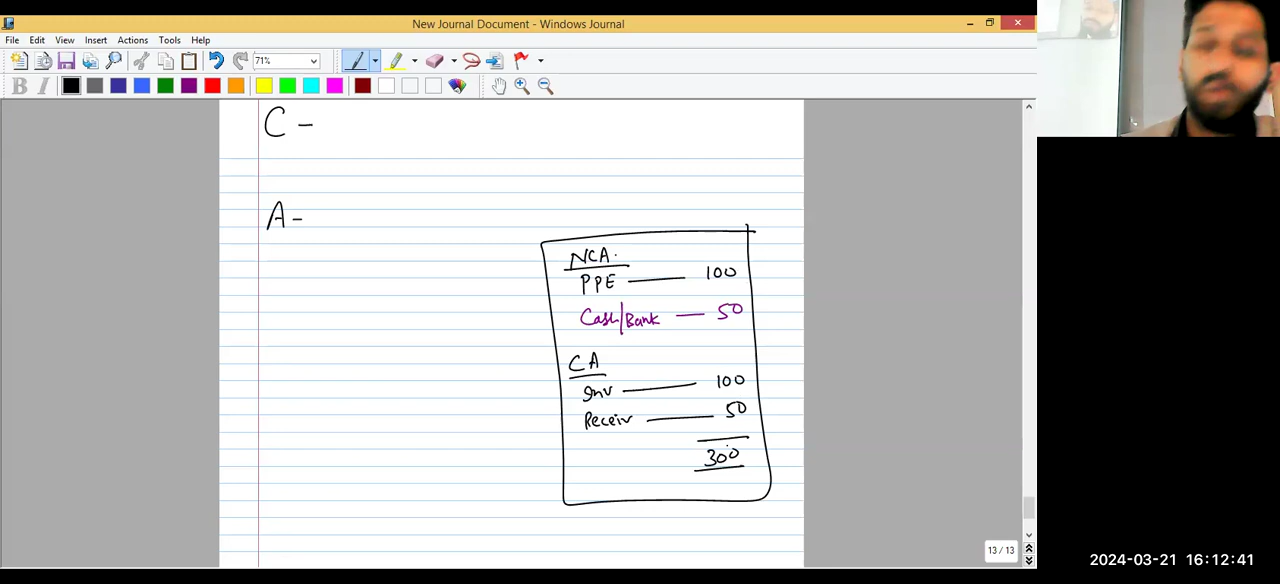 New Journal Document - Windows Journal
File Edit View Insert Actions Tools Help
71%
B I
C -
A -
NCA.
PPE — 100
Cash/Bank — 50
CA
Inv — 100
Receiv — 50
300
13 / 13
2024-03-21 16:12:41